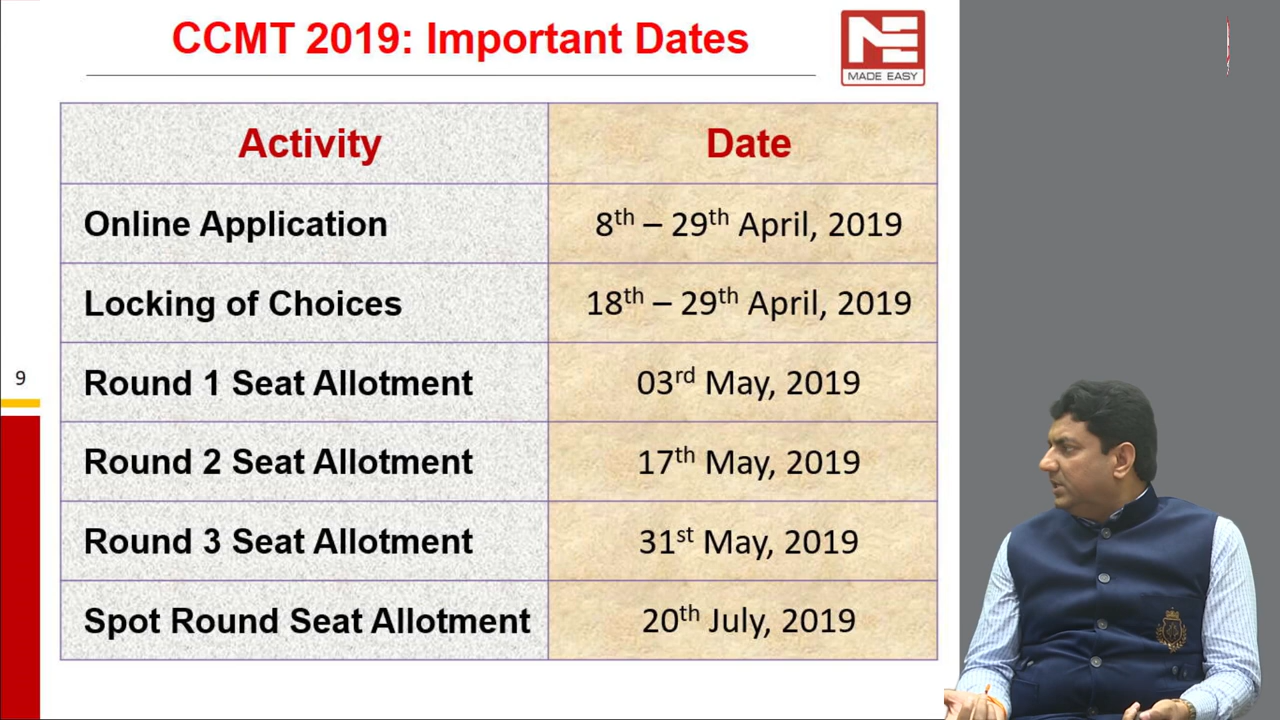 CCMT 2019: Important Dates
ME
MADE EASY
Activity Date
Online Application 8th – 29th April, 2019
Locking of Choices 18th – 29th April, 2019
9
Round 1 Seat Allotment 03rd May, 2019
Round 2 Seat Allotment 17th May, 2019
Round 3 Seat Allotment 31st May, 2019
Spot Round Seat Allotment 20th July, 2019